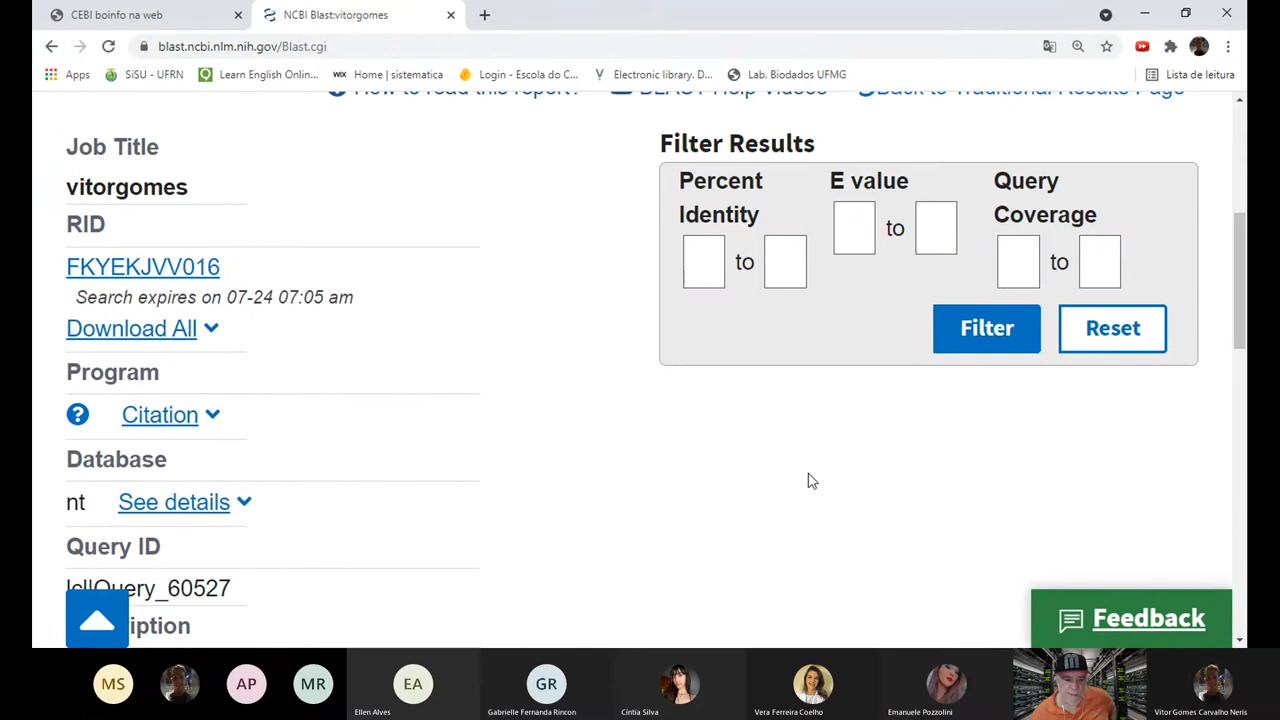 CEBI boinfo na web
NCBI Blast:vitorgomes
blast.ncbi.nlm.nih.gov/Blast.cgi
Apps
SiSU - UFRN
Learn English Onlin...
WIX
Home | sistematica
Login - Escola do C...
Electronic library. D...
Lab. Biodados UFMG
Lista de leitura
How to read this report?
BLAST Help Videos
Back to Traditional Results Page
Job Title
vitorgomes
RID
FKYEKJVV016
Search expires on 07-24 07:05 am
Download All
Program
? Citation
Database
nt See details
Query ID
lcl|Query_60527
iption
Filter Results
Percent Identity
to
E value
to
Query Coverage
to
Filter
Reset
Feedback
MS
AP
MR
EA
Ellen Alves
GR
Gabrielle Fernanda Rincon
Cíntia Silva
Vera Ferreira Coelho
Emanuele Pozzolini
Vitor Gomes Carvalho Neris